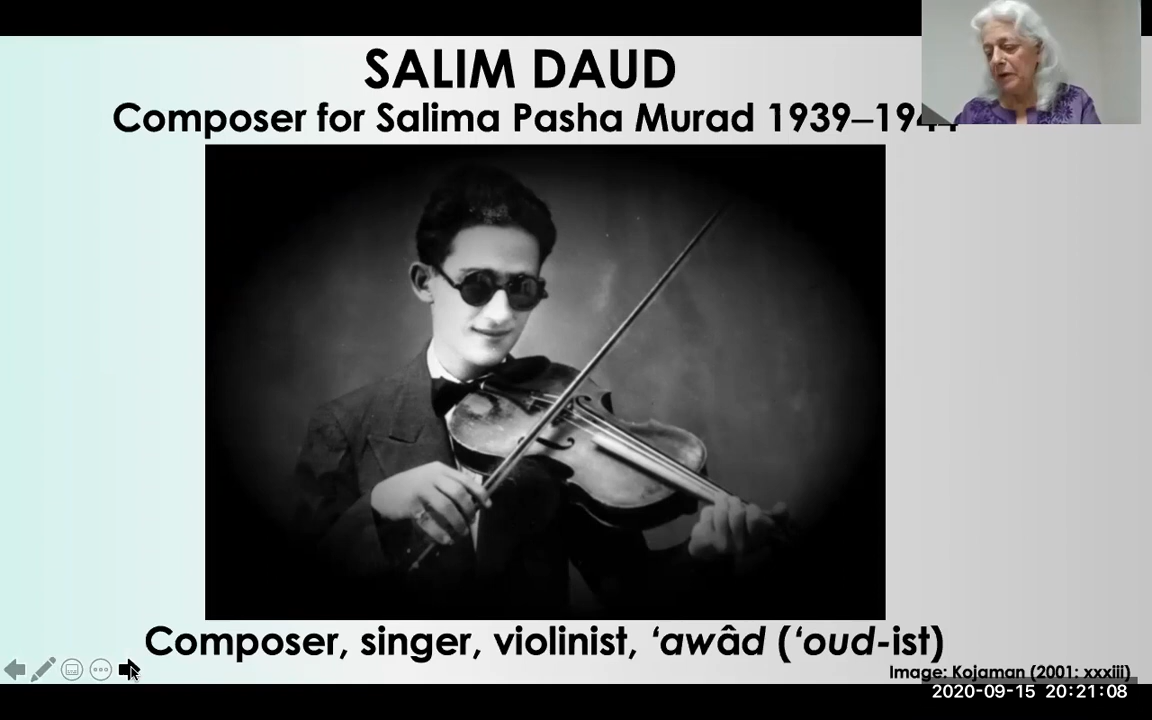 SALIM DAUD
Composer for Salima Pasha Murad 1939–1944
Composer, singer, violinist, ‘awâd (‘oud-ist)
Image: Kojaman (2001: xxxiii)
2020-09-15 20:21:08